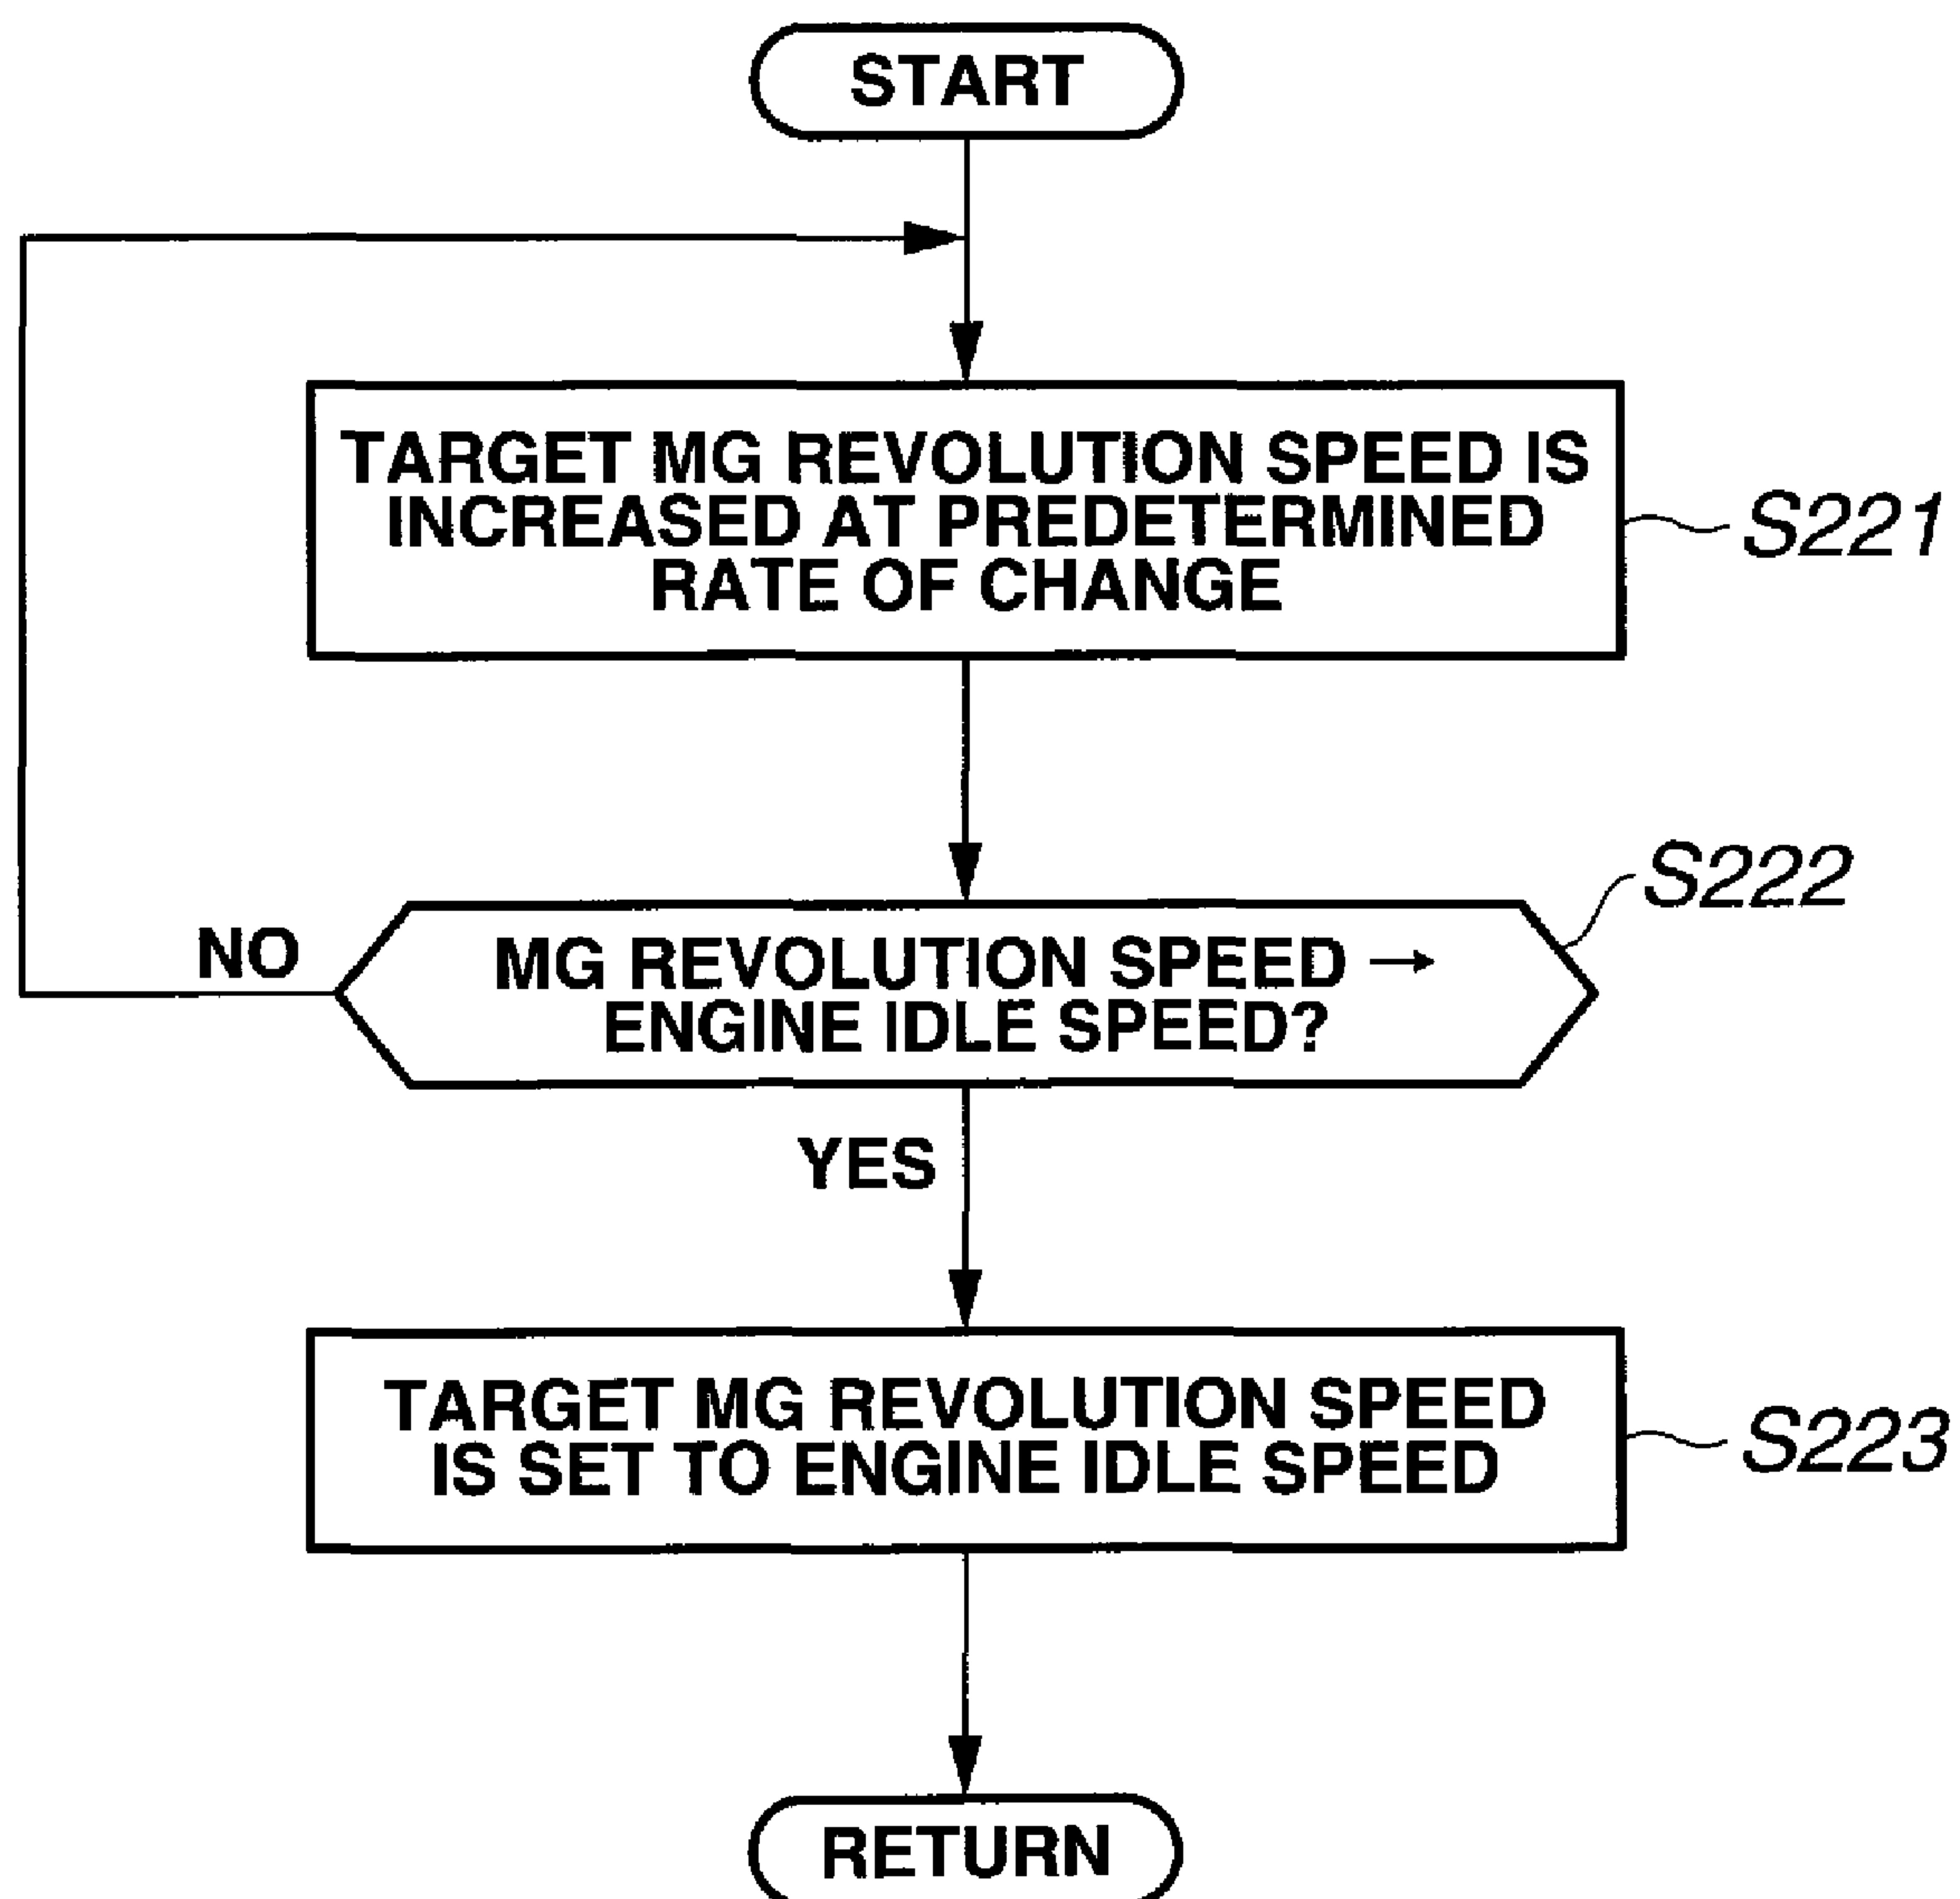 START
TARGET MG REVOLUTION SPEED IS
INCREASED AT PREDETERMINED
RATE OF CHANGE
S221
S222
NO
MG REVOLUTION SPEED →
ENGINE IDLE SPEED?
YES
TARGET MG REVOLUTION SPEED
IS SET TO ENGINE IDLE SPEED
S223
RETURN